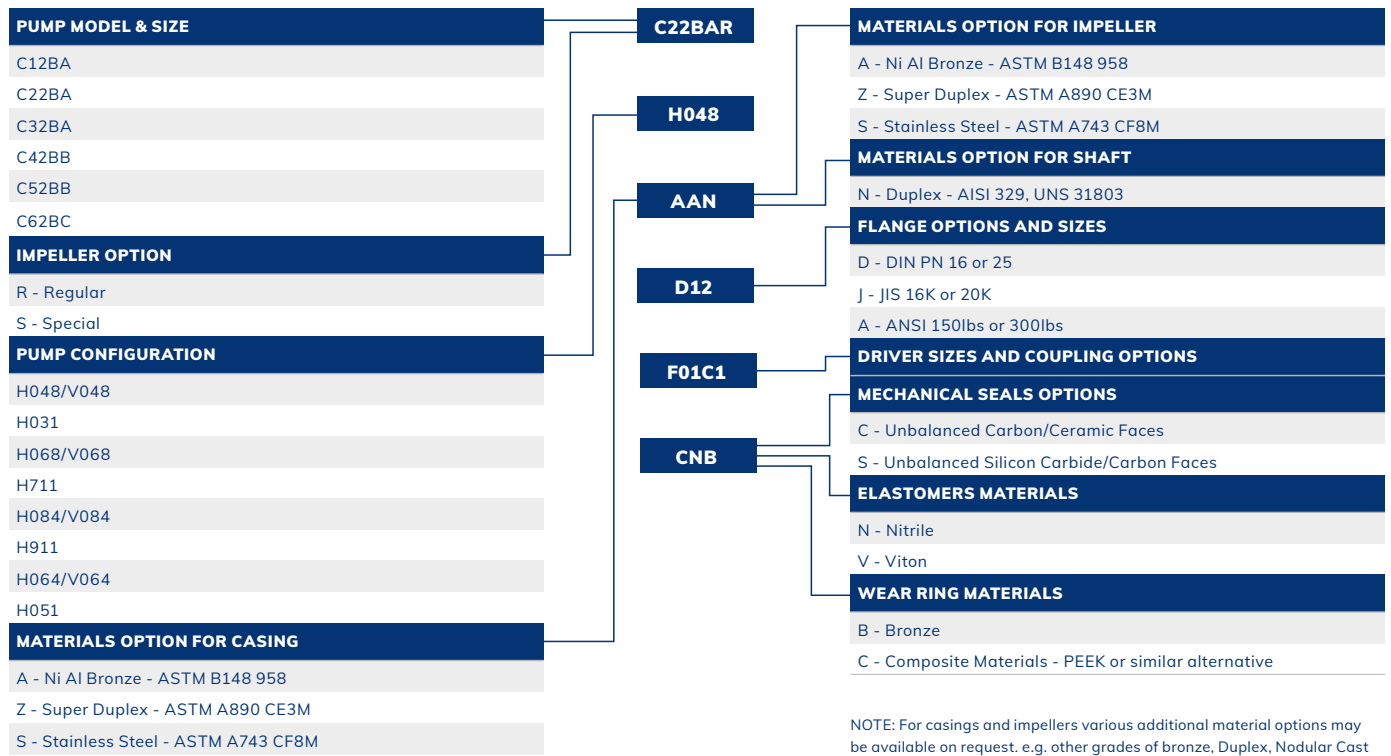 PUMP MODEL & SIZE
C12BA
C22BA
C32BA
C42BB
C52BB
C62BC
IMPELLER OPTION
R - Regular
S - Special
PUMP CONFIGURATION
H048/V048
H031
H068/V068
H711
H084/V084
H911
H064/V064
H051
MATERIALS OPTION FOR CASING
A - Ni Al Bronze - ASTM B148 958
Z - Super Duplex - ASTM A890 CE3M
S - Stainless Steel - ASTM A743 CF8M
C22BAR
H048
AAN
D12
F01C1
CNB
MATERIALS OPTION FOR IMPELLER
A - Ni Al Bronze - ASTM B148 958
Z - Super Duplex - ASTM A890 CE3M
S - Stainless Steel - ASTM A743 CF8M
MATERIALS OPTION FOR SHAFT
N - Duplex - AISI 329, UNS 31803
FLANGE OPTIONS AND SIZES
D - DIN PN 16 or 25
J - JIS 16K or 20K
A - ANSI 150lbs or 300lbs
DRIVER SIZES AND COUPLING OPTIONS
MECHANICAL SEALS OPTIONS
C - Unbalanced Carbon/Ceramic Faces
S - Unbalanced Silicon Carbide/Carbon Faces
ELASTOMERS MATERIALS
N - Nitrile
V - Viton
WEAR RING MATERIALS
B - Bronze
C - Composite Materials - PEEK or similar alternative
NOTE: For casings and impellers various additional material options may
be available on request. e.g. other grades of bronze, Duplex, Nodular Cast